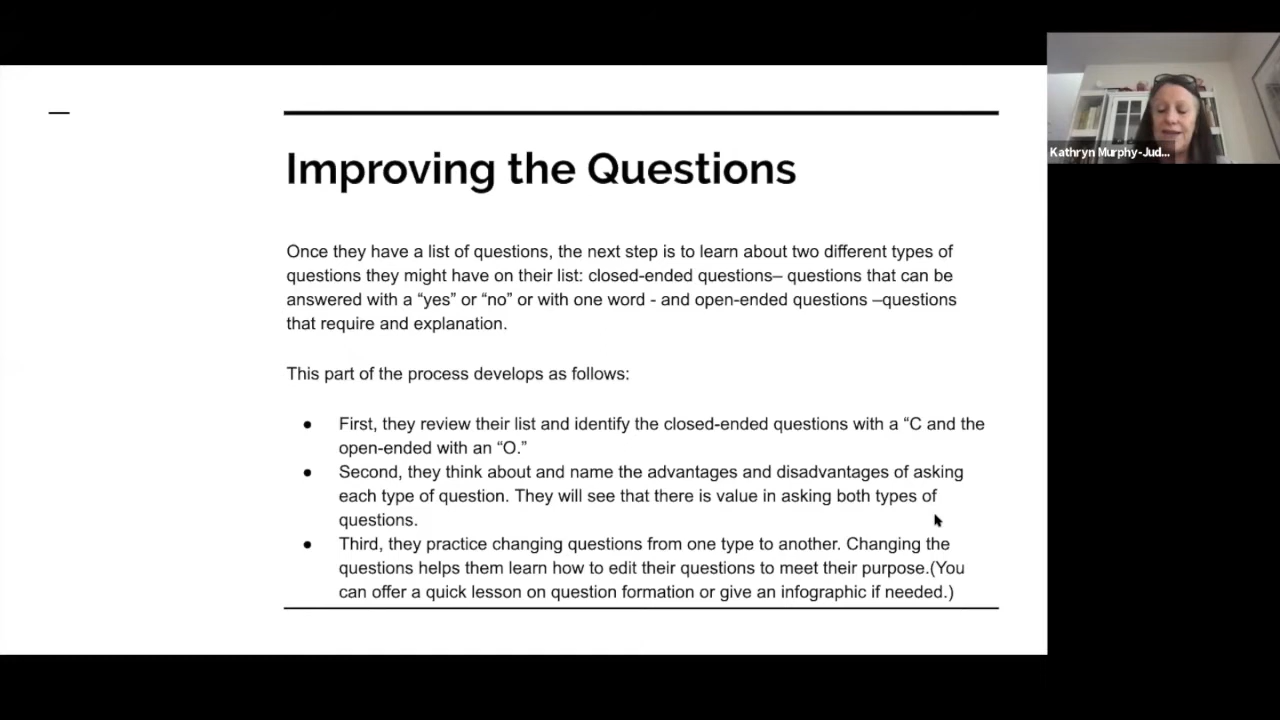 Improving the Questions
Once they have a list of questions, the next step is to learn about two different types of
questions they might have on their list: closed-ended questions– questions that can be
answered with a “yes” or “no” or with one word - and open-ended questions –questions
that require and explanation.
This part of the process develops as follows:
● First, they review their list and identify the closed-ended questions with a “C and the
open-ended with an “O.”
● Second, they think about and name the advantages and disadvantages of asking
each type of question. They will see that there is value in asking both types of
questions.
● Third, they practice changing questions from one type to another. Changing the
questions helps them learn how to edit their questions to meet their purpose.(You
can offer a quick lesson on question formation or give an infographic if needed.)
Kathryn Murphy-Jud...